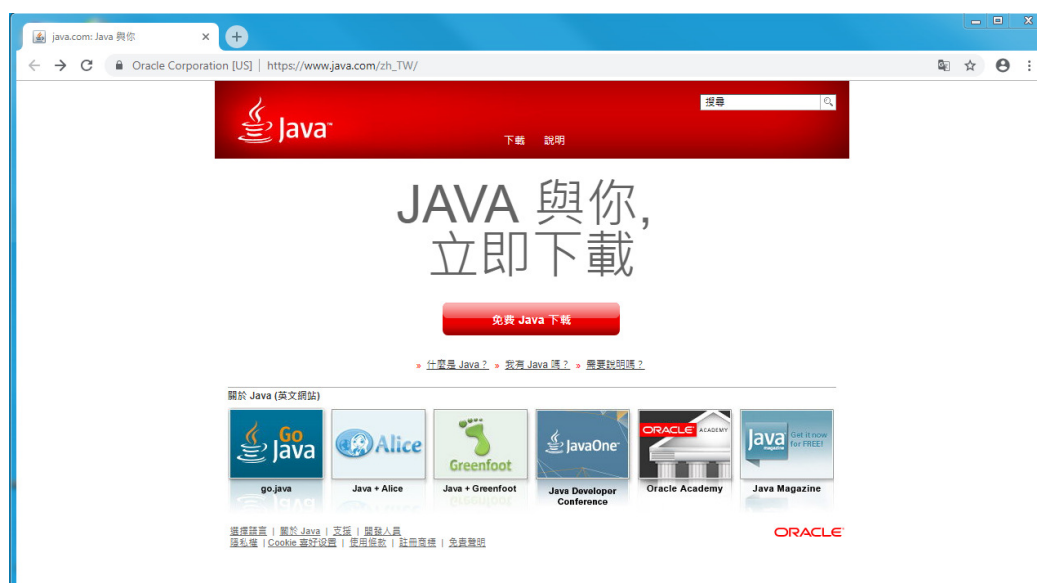 java.com: Java 與你
Oracle Corporation [US] | https://www.java.com/zh_TW/
搜尋
Java™
下載 說明
JAVA 與你,
立即下載
免費 Java 下載
» 什麼是 Java？ » 我有 Java 嗎？ » 需要說明嗎？
關於 Java (英文網站)
Go Java
Alice
Greenfoot
JavaOne
ORACLE ACADEMY
Java magazine Get it now for FREE!
go.java
Java + Alice
Java + Greenfoot
Java Developer
Conference
Oracle Academy
Java Magazine
選擇語言 | 關於 Java | 支援 | 開發人員
隱私權 | Cookie 喜好设置 | 使用條款 | 註冊商標 | 免責聲明
ORACLE